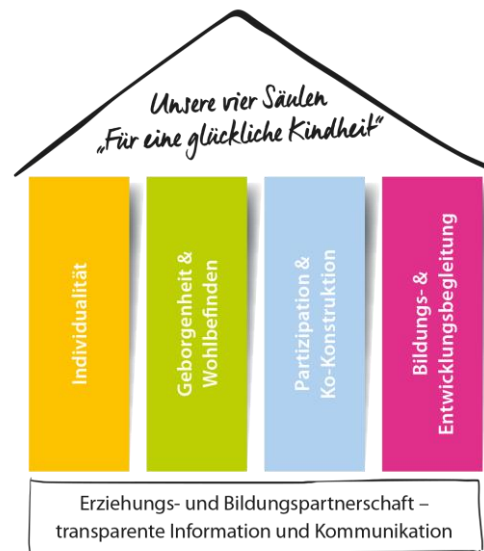 Unsere vier Säulen
„Für eine glückliche Kindheit“
Individualität
Geborgenheit &
Wohlbefinden
Partizipation &
Ko-Konstruktion
Bildungs- &
Entwicklungsbegleitung
Erziehungs- und Bildungspartnerschaft –
transparente Information und Kommunikation